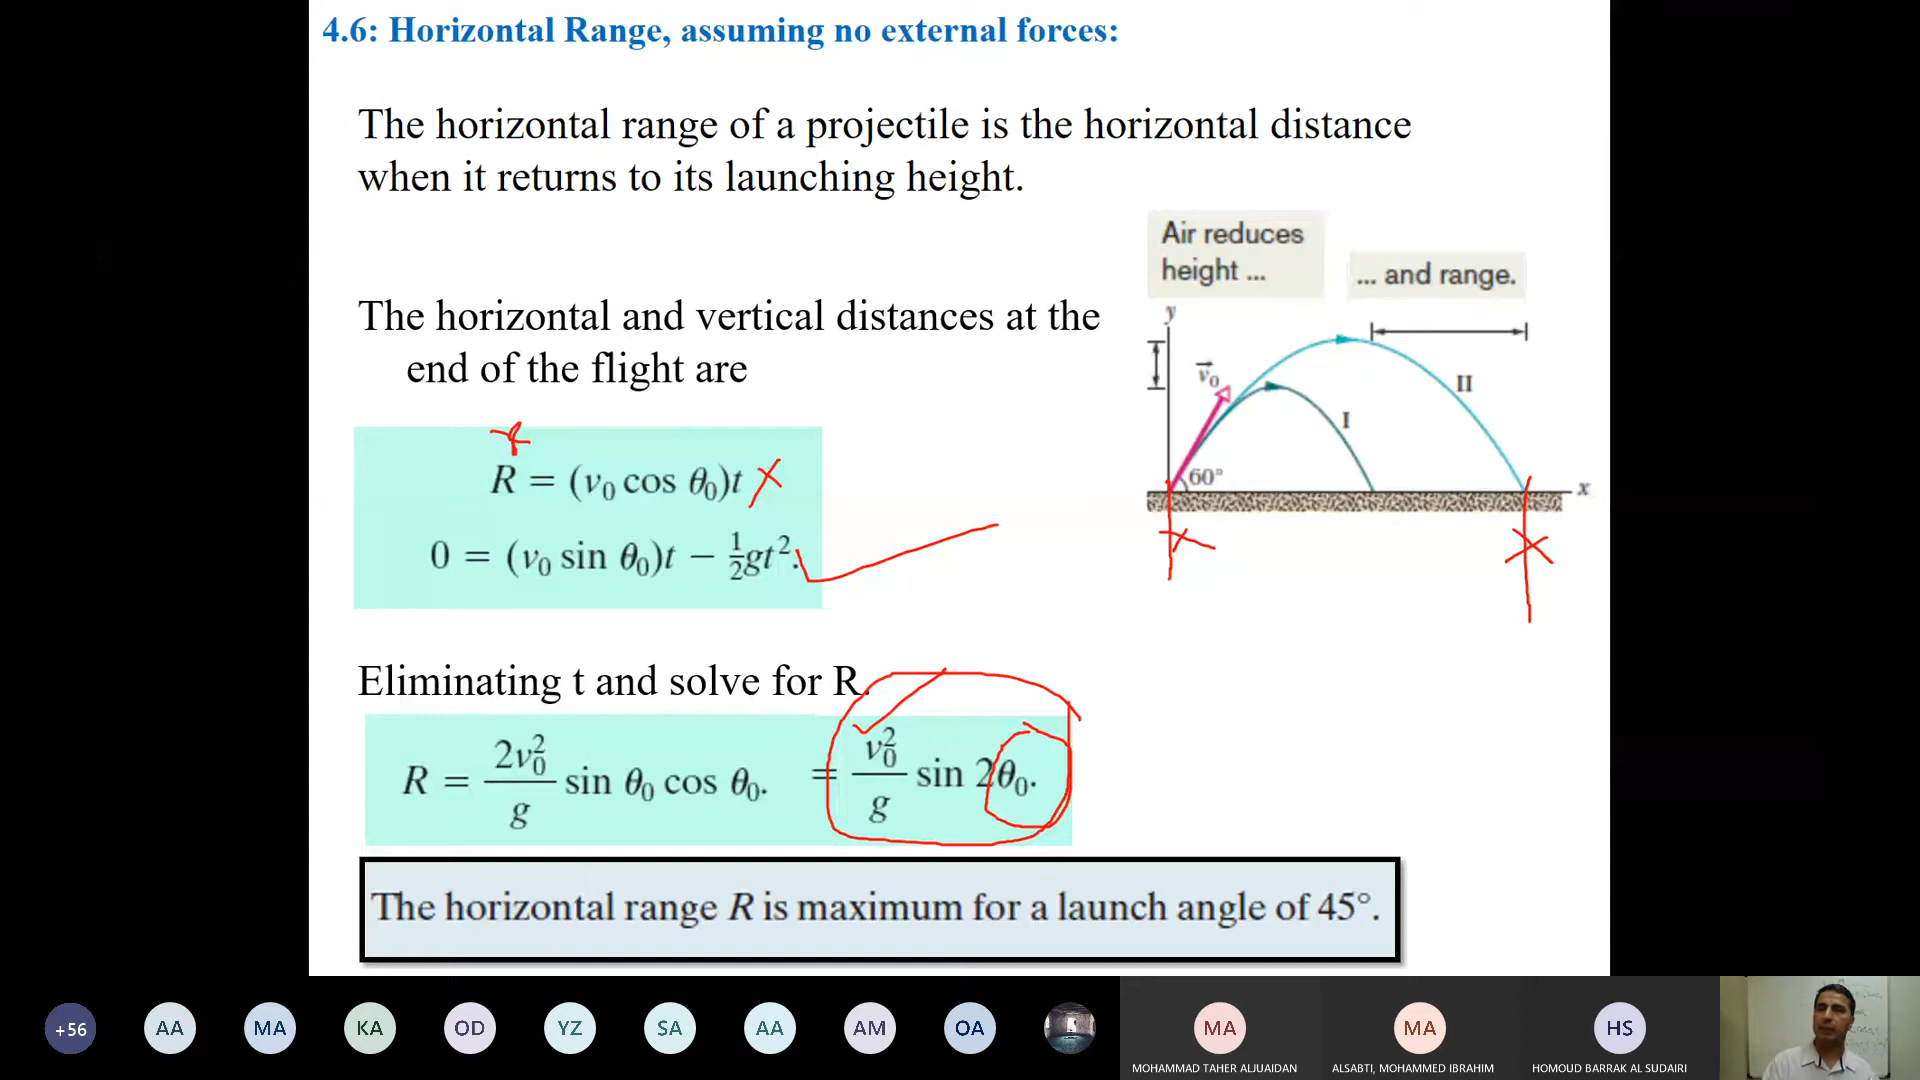 4.6: Horizontal Range, assuming no external forces:
The horizontal range of a projectile is the horizontal distance
when it returns to its launching height.
Air reduces
height ...
... and range.
The horizontal and vertical distances at the
end of the flight are
y
v⃗₀
II
I
60°
x
R = (v₀ cos θ₀)t
0 = (v₀ sin θ₀)t − ½gt².
Eliminating t and solve for R.
R = 2v₀²/g sin θ₀ cos θ₀. = v₀²/g sin 2θ₀.
The horizontal range R is maximum for a launch angle of 45°.
+56
AA
MA
KA
OD
YZ
SA
AA
AM
OA
MA
MA
HS
MOHAMMAD TAHER ALJUAIDAN
ALSABTI, MOHAMMED IBRAHIM
HOMOUD BARRAK AL SUDAIRI